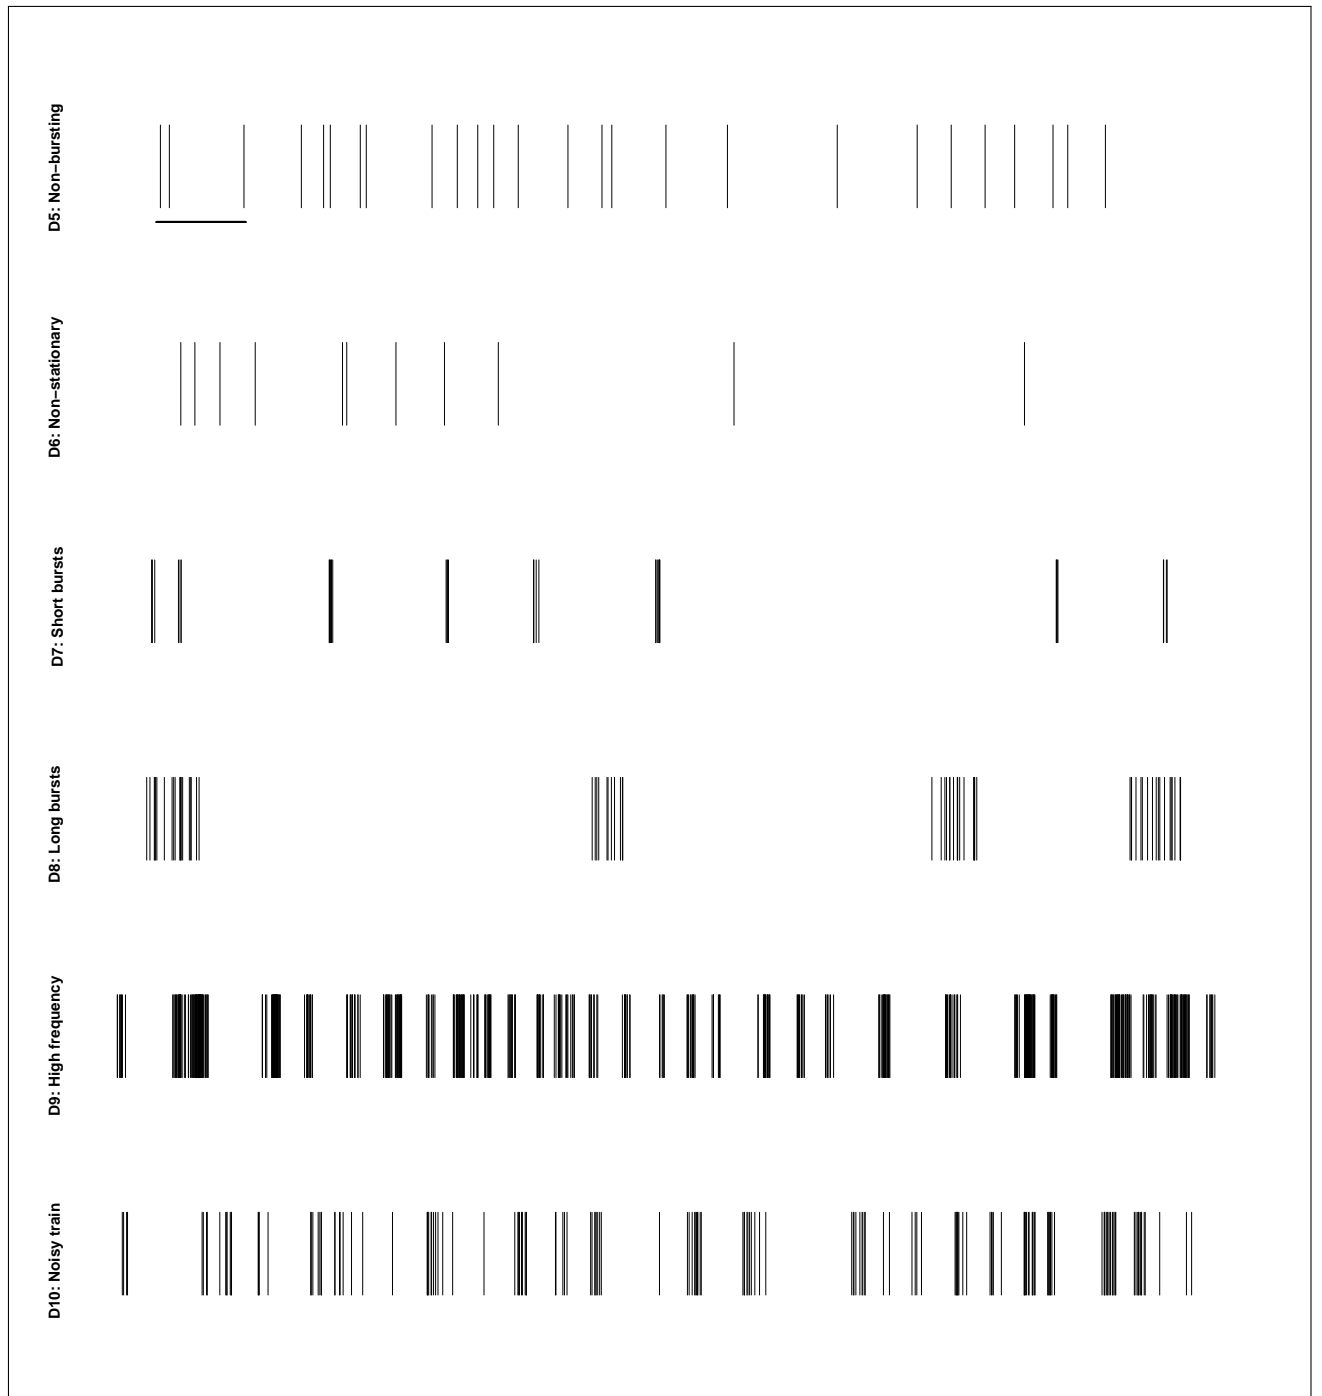 D5: Non−bursting
D6: Non−stationary
D7: Short bursts
D8: Long bursts
D9: High frequency
D10: Noisy train